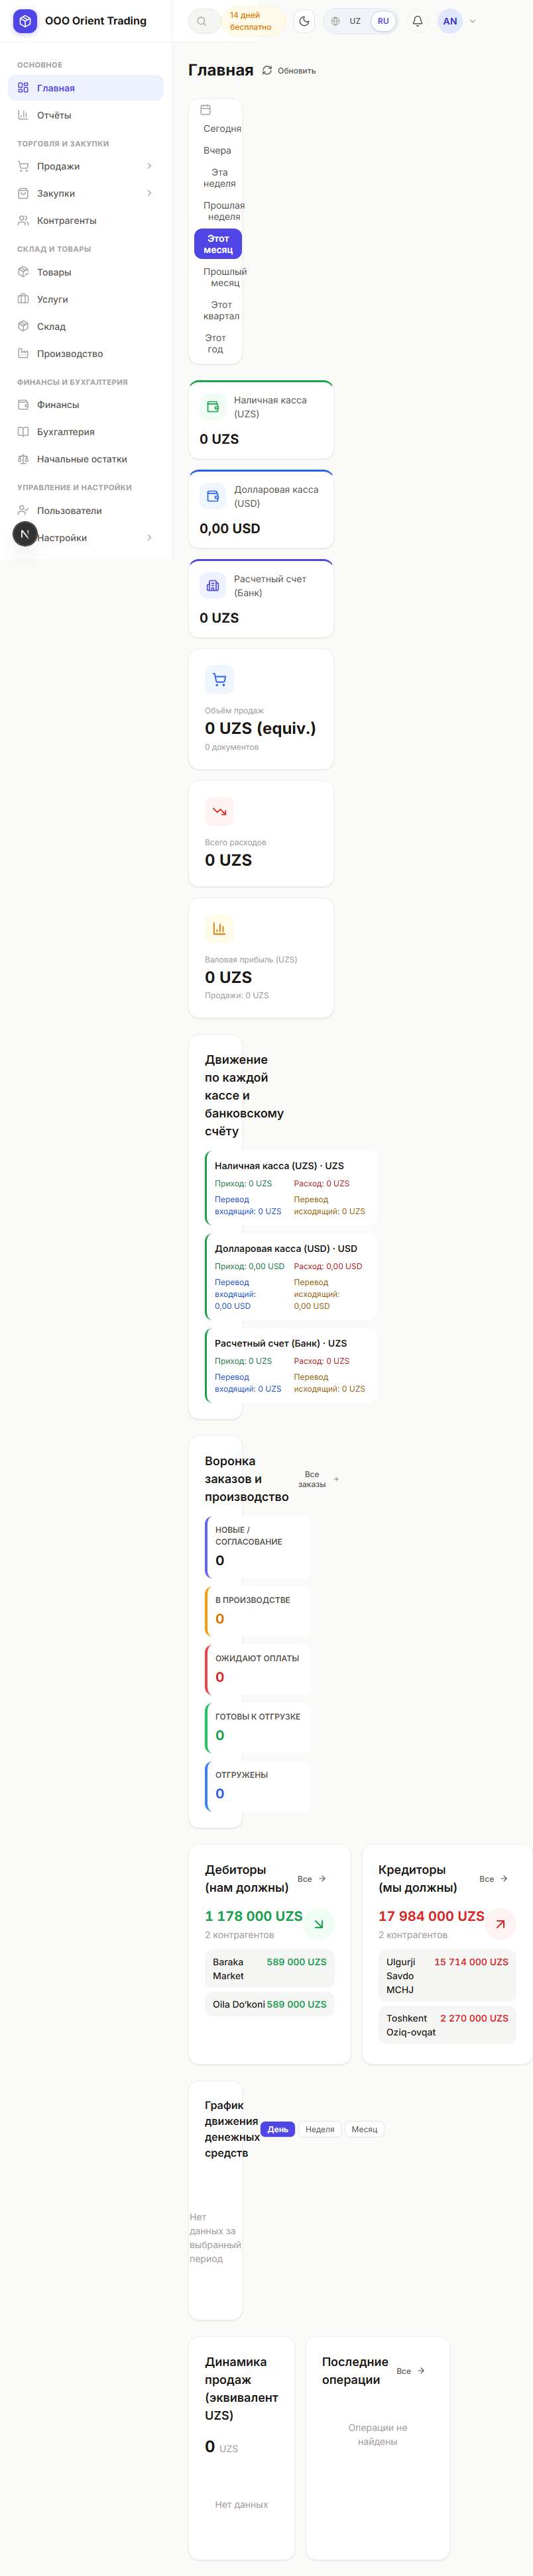 ООО Orient Trading
14 дней
бесплатно
UZ
RU
AN
ОСНОВНОЕ
Главная
Отчёты
ТОРГОВЛЯ И ЗАКУПКИ
Продажи
Закупки
Контрагенты
СКЛАД И ТОВАРЫ
Товары
Услуги
Склад
Производство
ФИНАНСЫ И БУХГАЛТЕРИЯ
Финансы
Бухгалтерия
Начальные остатки
УПРАВЛЕНИЕ И НАСТРОЙКИ
Пользователи
N
Настройки
Главная
Обновить
Сегодня
Вчера
Эта
неделя
Прошлая
неделя
Этот
месяц
Прошлый
месяц
Этот
квартал
Этот
год
Наличная касса
(UZS)
0 UZS
Долларовая касса
(USD)
0,00 USD
Расчетный счет
(Банк)
0 UZS
Объём продаж
0 UZS (equiv.)
0 документов
Всего расходов
0 UZS
Валовая прибыль (UZS)
0 UZS
Продажи: 0 UZS
Движение
по каждой
кассе и
банковскому
счёту
Наличная касса (UZS) · UZS
Приход: 0 UZS
Расход: 0 UZS
Перевод
входящий: 0 UZS
Перевод
исходящий: 0 UZS
Долларовая касса (USD) · USD
Приход: 0,00 USD
Расход: 0,00 USD
Перевод
входящий:
0,00 USD
Перевод
исходящий:
0,00 USD
Расчетный счет (Банк) · UZS
Приход: 0 UZS
Расход: 0 UZS
Перевод
входящий: 0 UZS
Перевод
исходящий: 0 UZS
Воронка
заказов и
производство
Все
заказы
НОВЫЕ /
СОГЛАСОВАНИЕ
0
В ПРОИЗВОДСТВЕ
0
ОЖИДАЮТ ОПЛАТЫ
0
ГОТОВЫ К ОТГРУЗКЕ
0
ОТГРУЖЕНЫ
0
Дебиторы
(нам должны)
Все
1 178 000 UZS
2 контрагентов
Baraka
Market
589 000 UZS
Oila Do‘koni
589 000 UZS
Кредиторы
(мы должны)
Все
17 984 000 UZS
2 контрагентов
Ulgurji
Savdo
MCHJ
15 714 000 UZS
Toshkent
Oziq-ovqat
2 270 000 UZS
График
движения
денежных
средств
День
Неделя
Месяц
Нет
данных за
выбранный
период
Динамика
продаж
(эквивалент
UZS)
0 UZS
Нет данных
Последние
операции
Все
Операции не
найдены